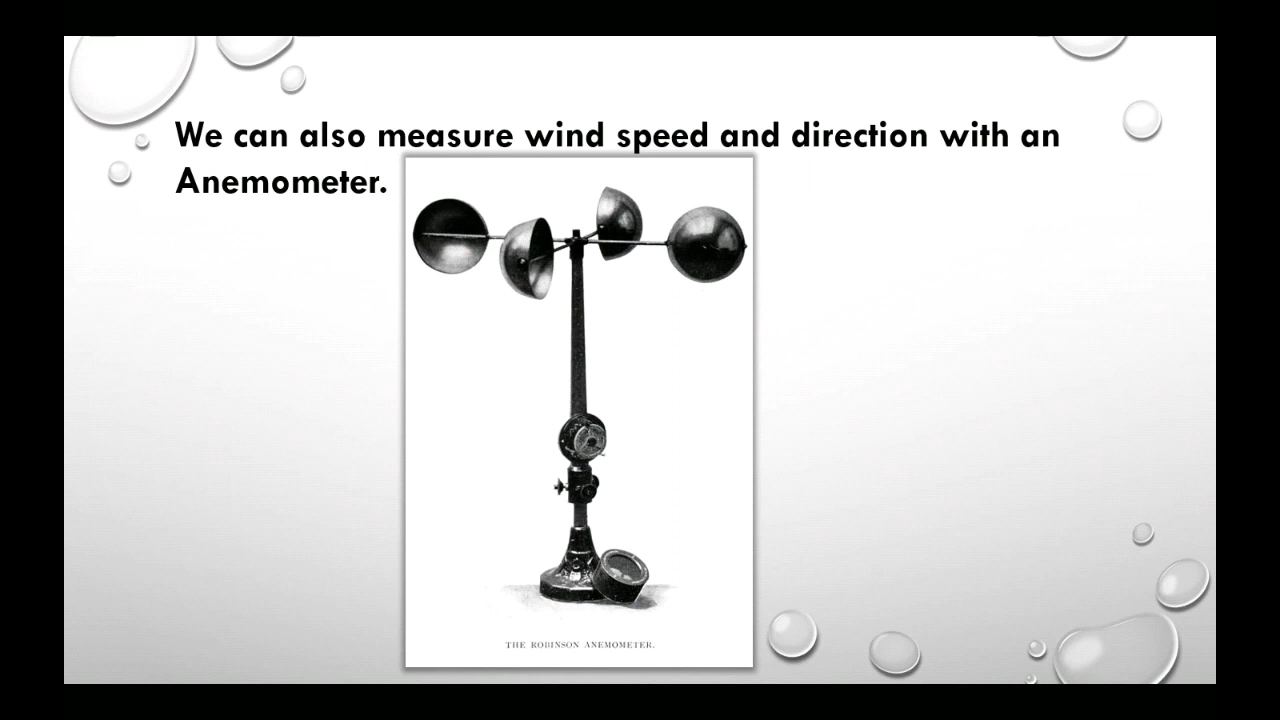 We can also measure wind speed and direction with an
Anemometer.
THE ROBINSON ANEMOMETER.